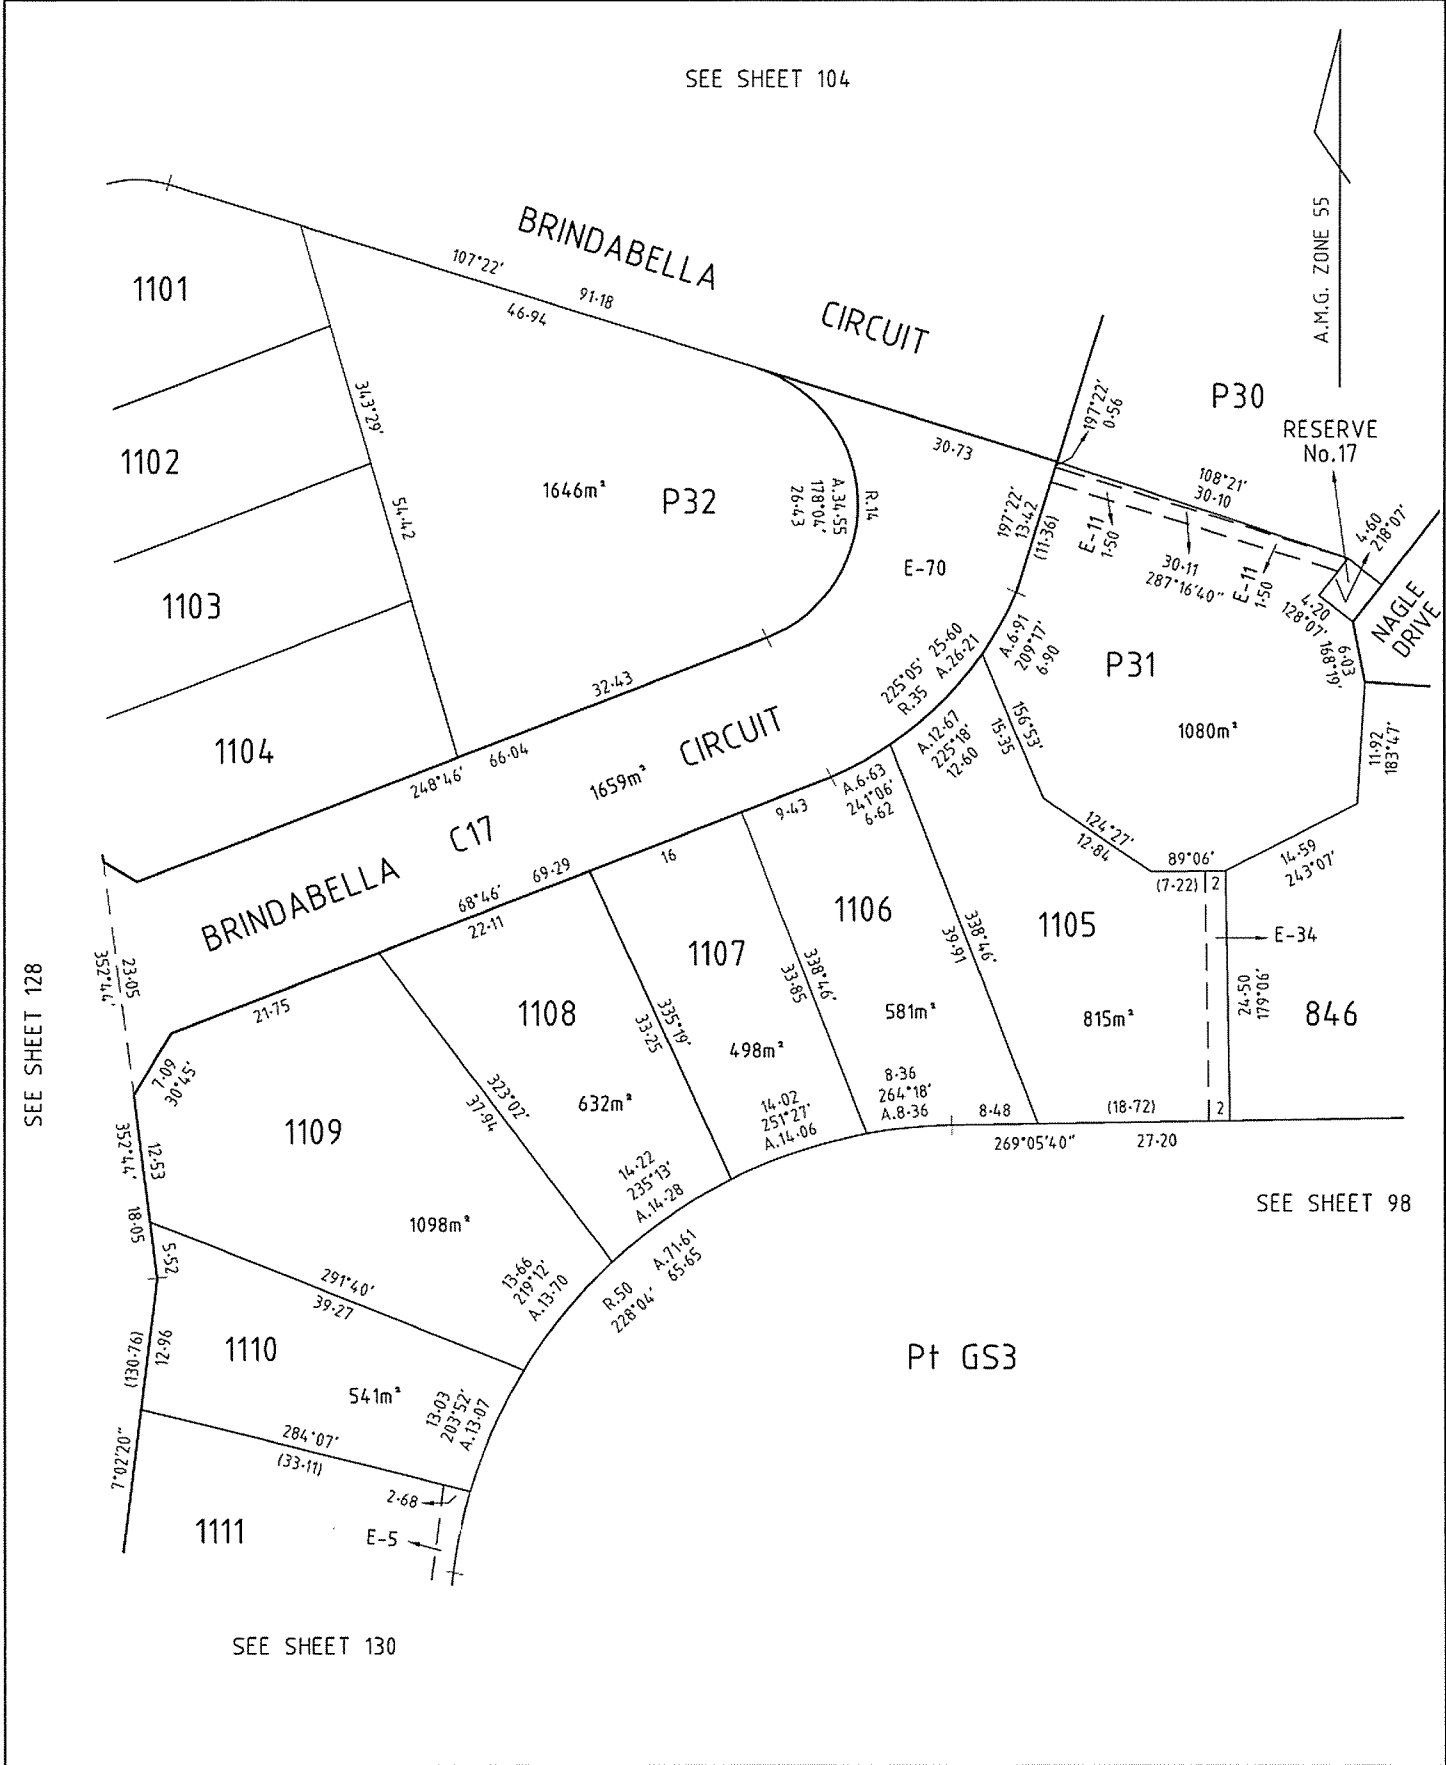 SEE SHEET 104
A.M.G. ZONE 55
BRINDABELLA
CIRCUIT
107°22'
91·18
46·94
1101
1102
1103
1104
343°29'
54·42
1646m²
P32
R.14
A.34·55
178°04'
26·43
30·73
197°22'
0·56
P30
RESERVE
No.17
108°21'
30·10
4·60
218°07'
197°22'
13·42
(11·36)
E-11
1·50
30·11
287°16'40"
E-11
1·50
4·20
128°07'
NAGLE
DRIVE
6·03
168°19'
E-70
225°05' 25·60
R.35 A.26·21
A.6·91
209°17'
6·90
P31
1080m²
11·92
183°47'
32·43
248°46' 66·04
1659m²
CIRCUIT
BRINDABELLA C17
A.12·67
225°18'
12·60
156°53'
15·35
124°27'
12·84
89°06'
(7·22) 2
14·59
243°07'
9·43
A.6·63
241°06'
6·62
16
68°46' 69·29
22·11
21·75
SEE SHEET 128
23·05
352°44'
7·09
30°45'
1105
815m²
338°46'
39·91
1106
581m²
338°46'
33·85
1107
498m²
335°19'
33·25
1108
632m²
323°02'
37·94
1109
1098m²
E-34
24·50
179°06'
846
8·36
264°18'
A.8·36
8·48
(18·72) 2
269°05'40" 27·20
SEE SHEET 98
14·02
251°27'
A.14·06
14·22
235°13'
A.14·28
13·66
219°12'
A.13·70
R.50 A.71·61
228°04' 65·65
352°44'
12·53
18·05
5·52
291°40'
39·27
1110
541m²
(130·76)
12·96
13·03
203°52'
A.13·07
284°07'
(33·11)
7°02'20"
Pt GS3
2·68
1111
E-5
SEE SHEET 130